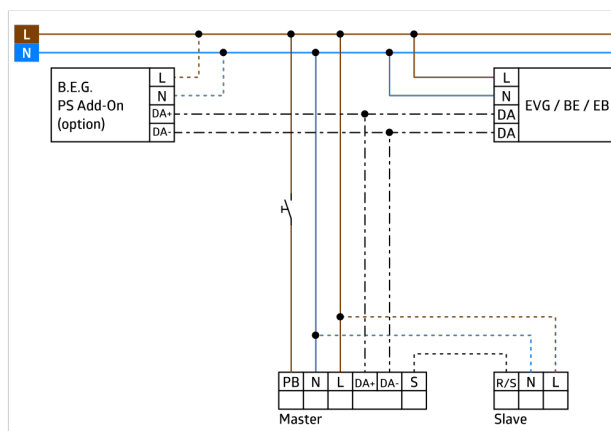 L
N
B.E.G.
PS Add-On
(option)
L
N
DA+
DA-
L
N
DA
DA
EVG / BE / EB
PB N L DA+ DA- S
Master
R/S N L
Slave